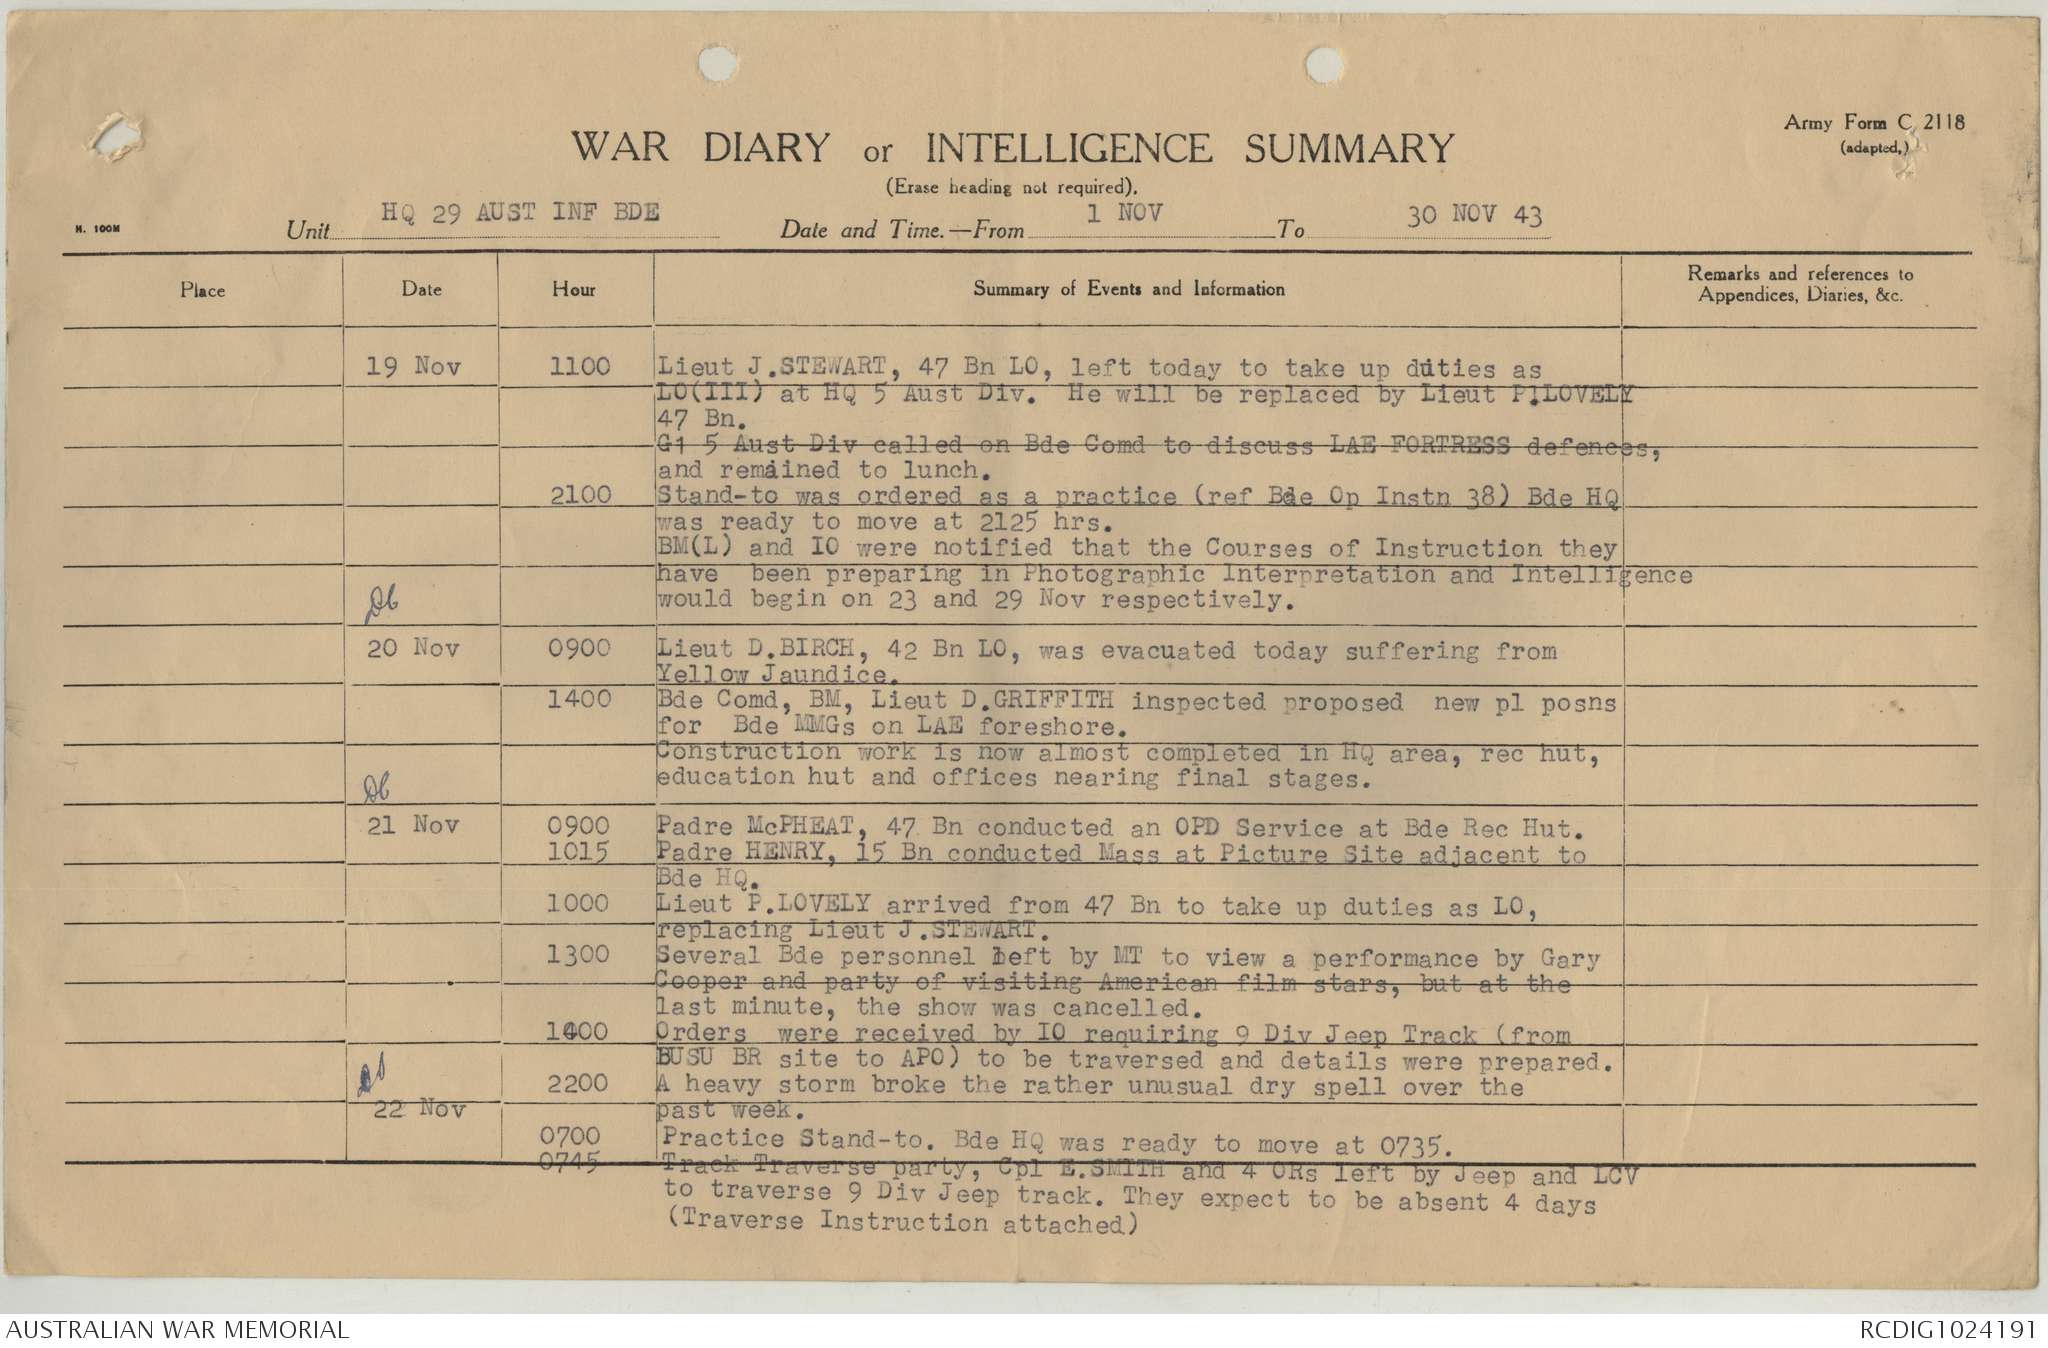 Army Form C. 2118
(adapted.)
WAR DIARY or INTELLIGENCE SUMMARY
(Erase heading not required).
M. 100M
Unit HQ 29 AUST INF BDE Date and Time.—From 1 NOV To 30 NOV 43
Place Date Hour Summary of Events and Information Remarks and references to Appendices, Diaries, &c.
19 Nov 1100 Lieut J.STEWART, 47 Bn LO, left today to take up duties as
LO(III) at HQ 5 Aust Div. He will be replaced by Lieut P.LOVELY
47 Bn.
G1 5 Aust Div called on Bde Comd to discuss LAE FORTRESS defences,
and remained to lunch.
2100 Stand-to was ordered as a practice (ref Bde Op Instn 38) Bde HQ
was ready to move at 2125 hrs.
BM(L) and IO were notified that the Courses of Instruction they
have been preparing in Photographic Interpretation and Intelligence
would begin on 23 and 29 Nov respectively.
20 Nov 0900 Lieut D.BIRCH, 42 Bn LO, was evacuated today suffering from
Yellow Jaundice.
1400 Bde Comd, BM, Lieut D.GRIFFITH inspected proposed new pl posns
for Bde MMGs on LAE foreshore.
Construction work is now almost completed in HQ area, rec hut,
education hut and offices nearing final stages.
21 Nov 0900 Padre McPHEAT, 47 Bn conducted an OPD Service at Bde Rec Hut.
1015 Padre HENRY, 15 Bn conducted Mass at Picture Site adjacent to
Bde HQ.
1000 Lieut P.LOVELY arrived from 47 Bn to take up duties as LO,
replacing Lieut J.STEWART.
1300 Several Bde personnel left by MT to view a performance by Gary
Cooper and party of visiting American film stars, but at the
last minute, the show was cancelled.
1400 Orders were received by IO requiring 9 Div Jeep Track (from
BUSU BR site to APO) to be traversed and details were prepared.
2200 A heavy storm broke the rather unusual dry spell over the
past week.
22 Nov
0700 Practice Stand-to. Bde HQ was ready to move at 0735.
0745 Track Traverse party, Cpl E.SMITH and 4 ORs left by Jeep and LCV
to traverse 9 Div Jeep track. They expect to be absent 4 days
(Traverse Instruction attached)
AUSTRALIAN WAR MEMORIAL RCDIG1024191